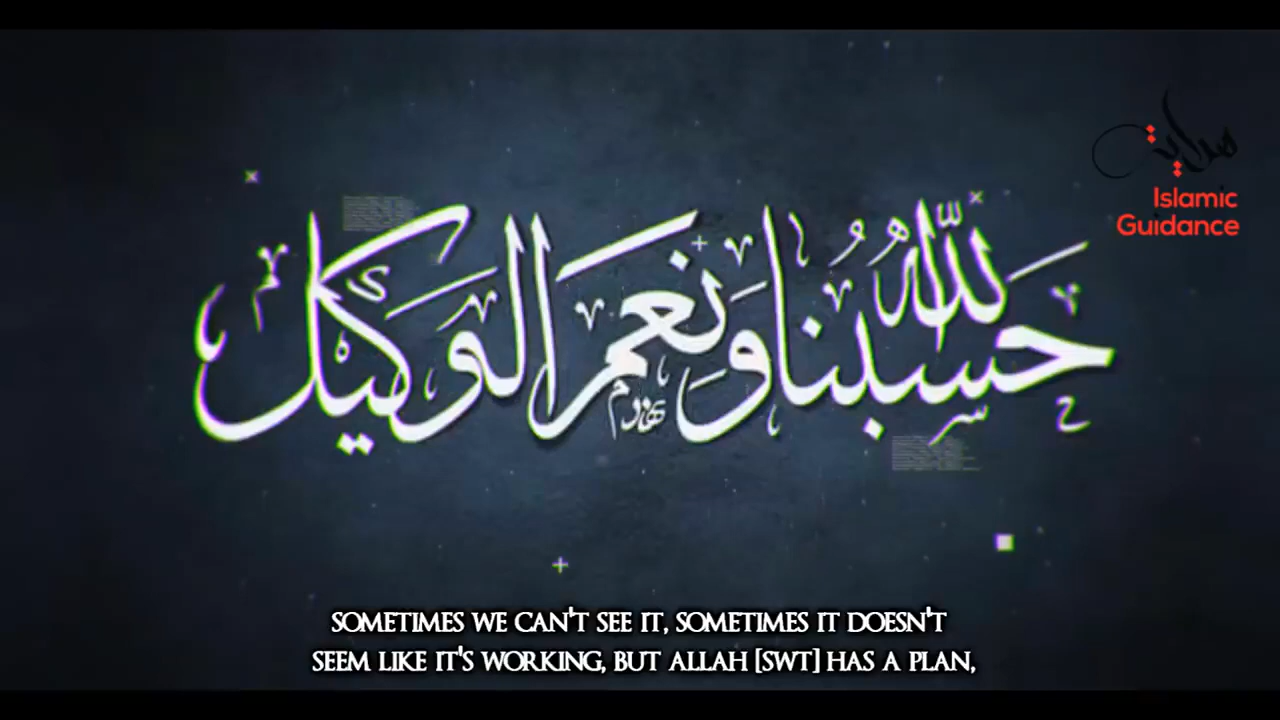 هداية
Islamic
Guidance
حسبنا الله ونعم الوكيل
SOMETIMES WE CAN'T SEE IT, SOMETIMES IT DOESN'T
SEEM LIKE IT'S WORKING, BUT ALLAH [SWT] HAS A PLAN,